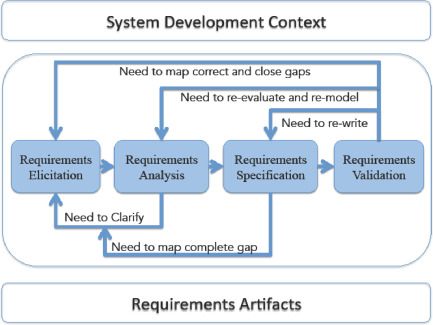 System Development Context
Need to map correct and close gaps
Need to re-evaluate and re-model
Need to re-write
Requirements
Elicitation
Requirements
Analysis
Requirements
Specification
Requirements
Validation
Need to Clarify
Need to map complete gap
Requirements Artifacts